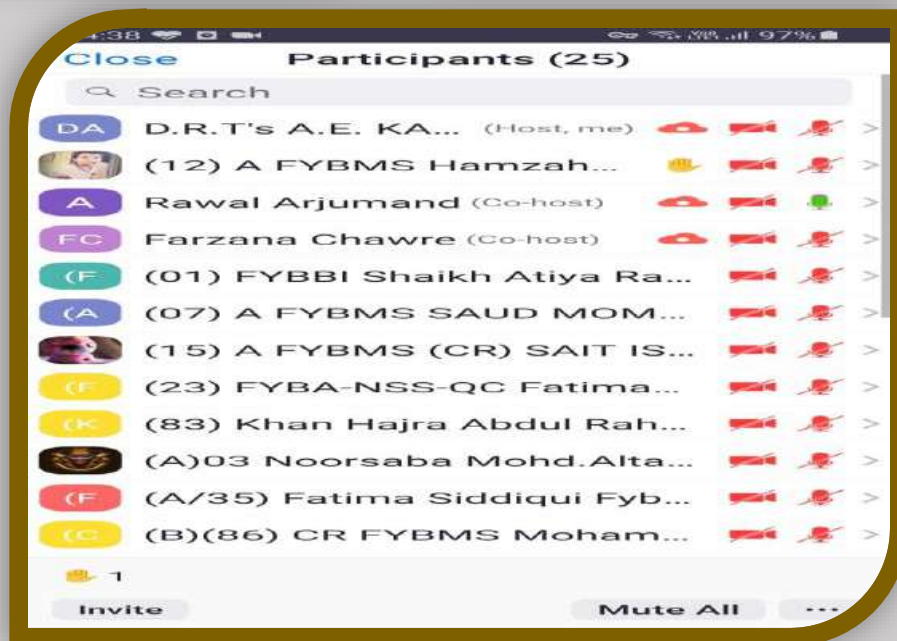 4:38 97%
Close Participants (25)
Search
DA D.R.T's A.E. KA... (Host, me)
(12) A FYBMS Hamzah...
A Rawal Arjumand (Co-host)
FC Farzana Chawre (Co-host)
(F (01) FYBBI Shaikh Atiya Ra...
(A (07) A FYBMS SAUD MOM...
(15) A FYBMS (CR) SAIT IS...
(F (23) FYBA-NSS-QC Fatima...
(K (83) Khan Hajra Abdul Rah...
(A)03 Noorsaba Mohd.Alta...
(F (A/35) Fatima Siddiqui Fyb...
(C (B)(86) CR FYBMS Moham...
1
Invite Mute All ...